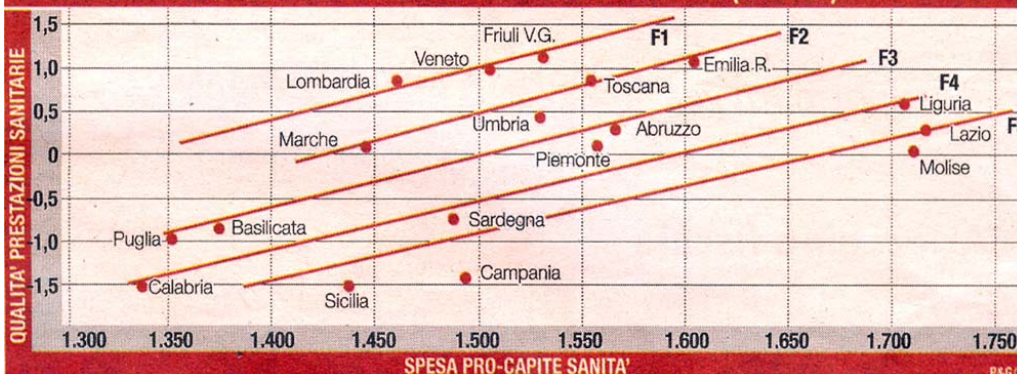 QUALITA' PRESTAZIONI SANITARIE
1,5
1,0
0,5
0
-0,5
-1,0
-1,5
Friuli V.G.
F1
F2
Veneto
Emilia R.
F3
Lombardia
Toscana
F4
Liguria
Umbria
Abruzzo
Lazio
F
Marche
Piemonte
Molise
Puglia
Basilicata
Sardegna
Calabria
Sicilia
Campania
1.300 1.350 1.400 1.450 1.500 1.550 1.600 1.650 1.700 1.750
SPESA PRO-CAPITE SANITA'